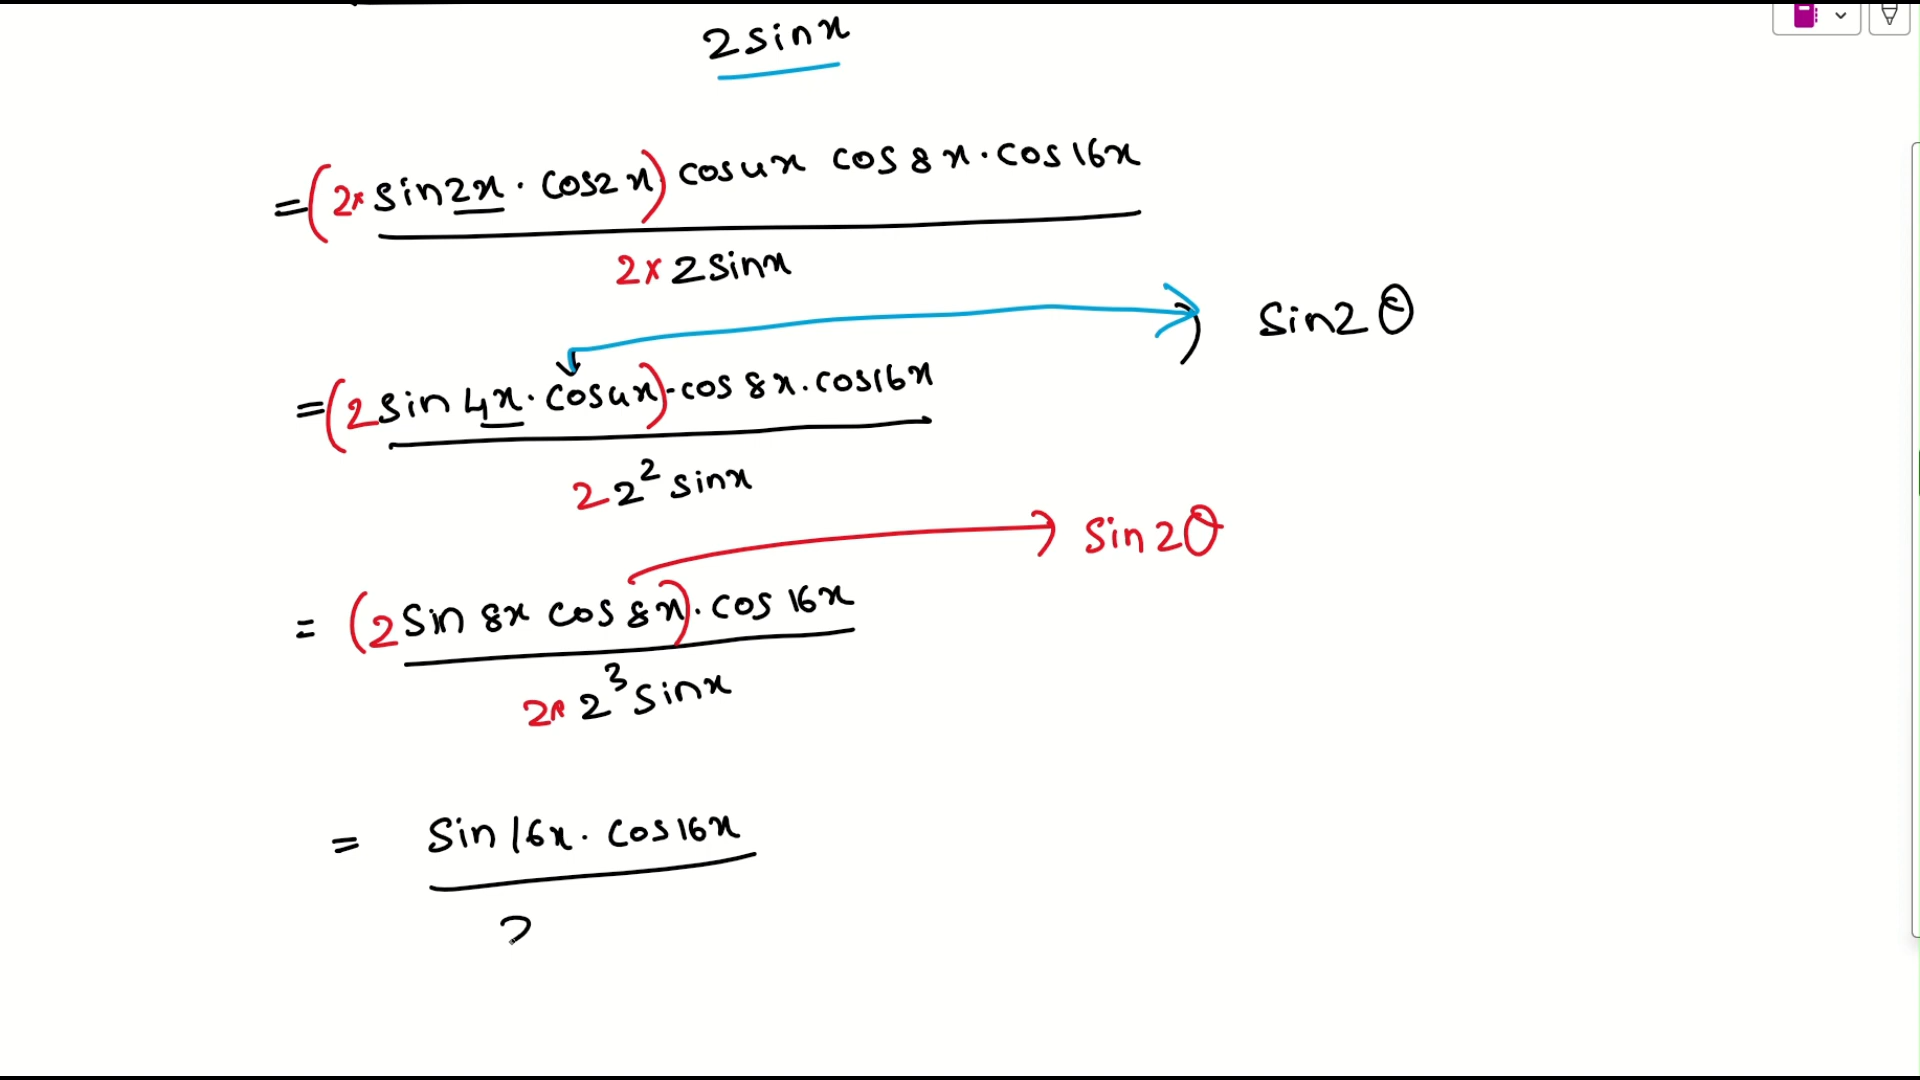 2sinx
=(2×sin2x·cos2x)cos4x cos8x·cos16x
2×2sinx
sin2θ
=(2sin4x·cos4x)·cos8x.cos16x
2 2² sinx
sin2θ
= (2sin8x cos8x)·cos16x
2× 2³ sinx
= sin16x·cos16x
2